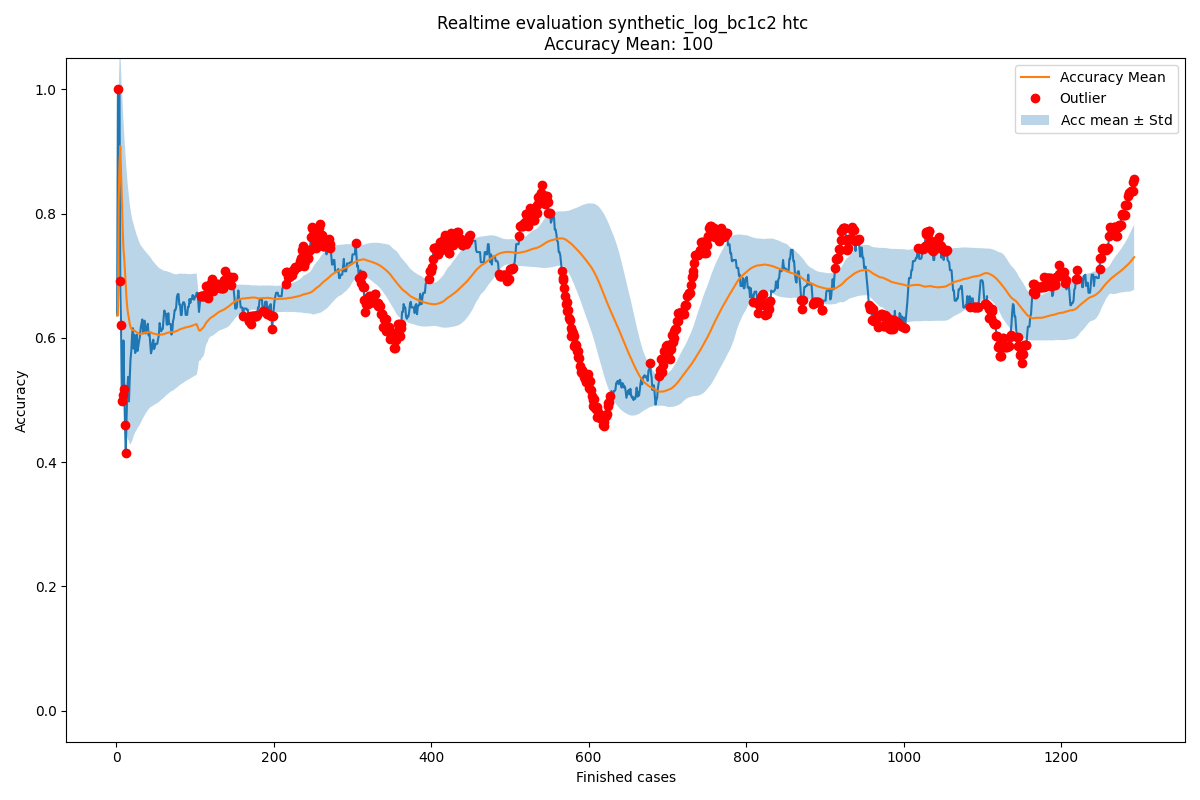 Realtime evaluation synthetic_log_bc1c2 htc
Accuracy Mean: 100
Accuracy Mean
Outlier
Acc mean ± Std
1.0
0.8
0.6
0.4
0.2
0.0
Accuracy
0
200
400
600
800
1000
1200
Finished cases